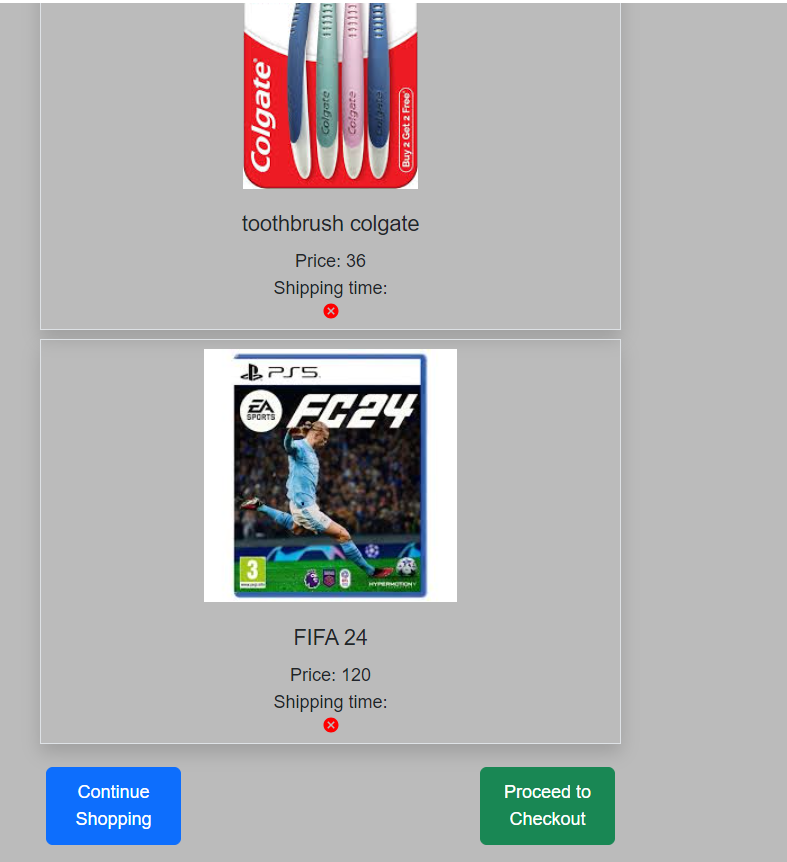 Colgate
Colgate
Colgate
Colgate
Buy 2 Get 2 Free
toothbrush colgate
Price: 36
Shipping time:
PS5
EA
SPORTS
FC24
3
HYPERMOTION
FIFA 24
Price: 120
Shipping time:
Continue
Shopping
Proceed to
Checkout